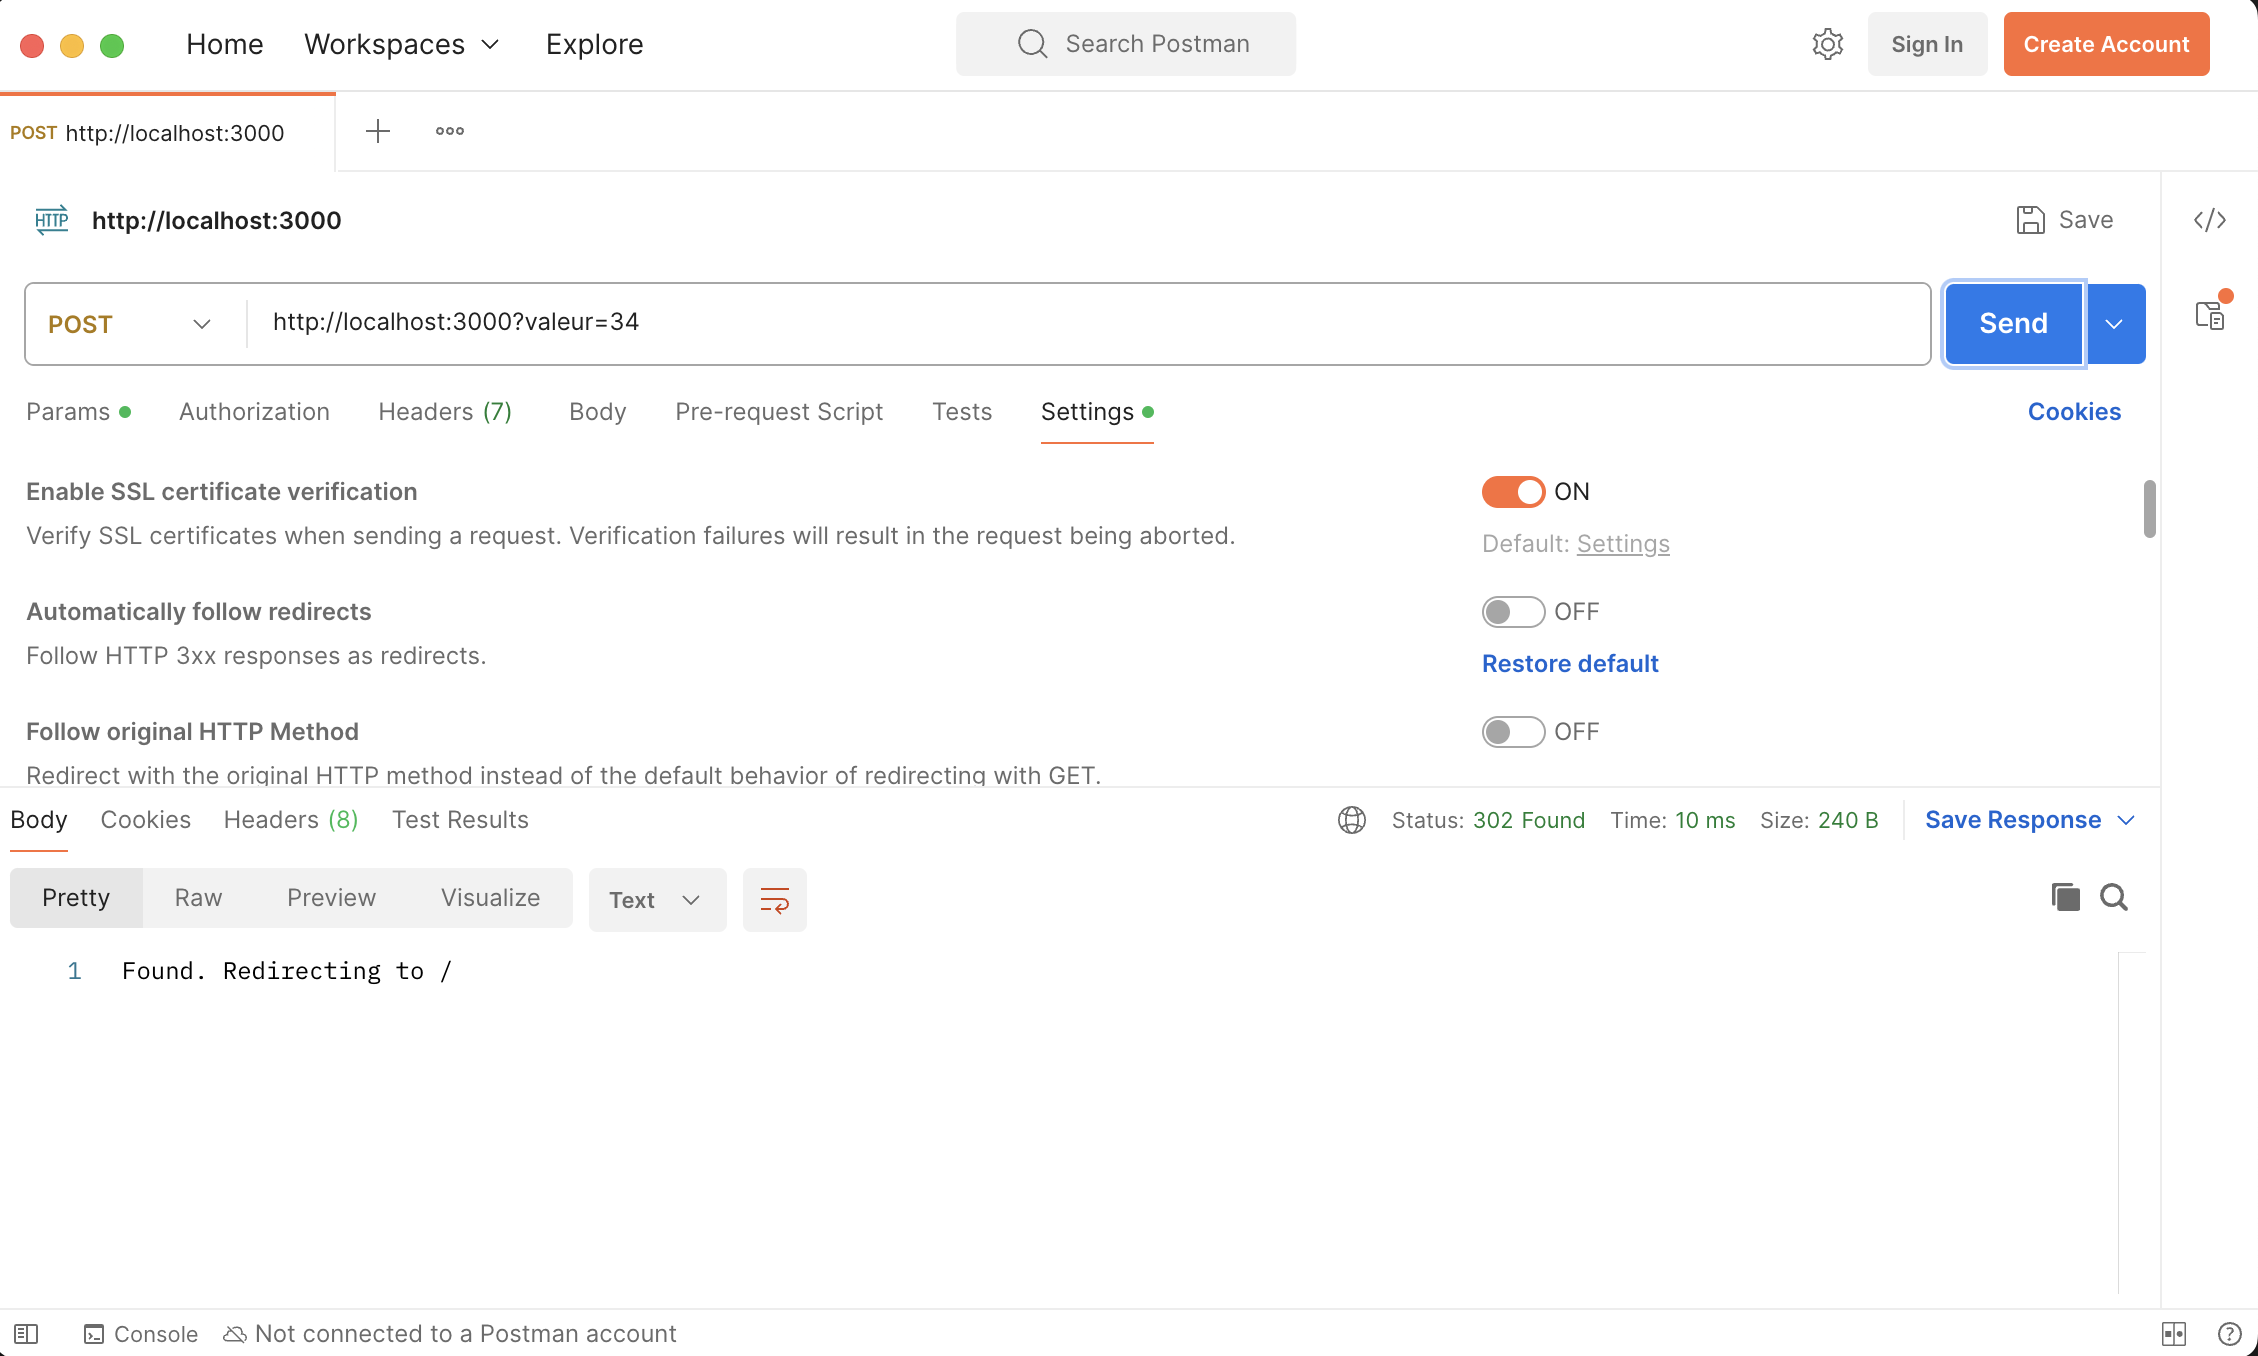 Home Workspaces Explore Search Postman Sign In Create Account
POST http://localhost:3000
HTTP http://localhost:3000 Save
POST http://localhost:3000?valeur=34 Send
Params Authorization Headers (7) Body Pre-request Script Tests Settings Cookies
Enable SSL certificate verification ON
Verify SSL certificates when sending a request. Verification failures will result in the request being aborted.
Default: Settings
Automatically follow redirects OFF
Follow HTTP 3xx responses as redirects.
Restore default
Follow original HTTP Method OFF
Redirect with the original HTTP method instead of the default behavior of redirecting with GET.
Body Cookies Headers (8) Test Results Status: 302 Found Time: 10 ms Size: 240 B Save Response
Pretty Raw Preview Visualize Text
1 Found. Redirecting to /
Console Not connected to a Postman account